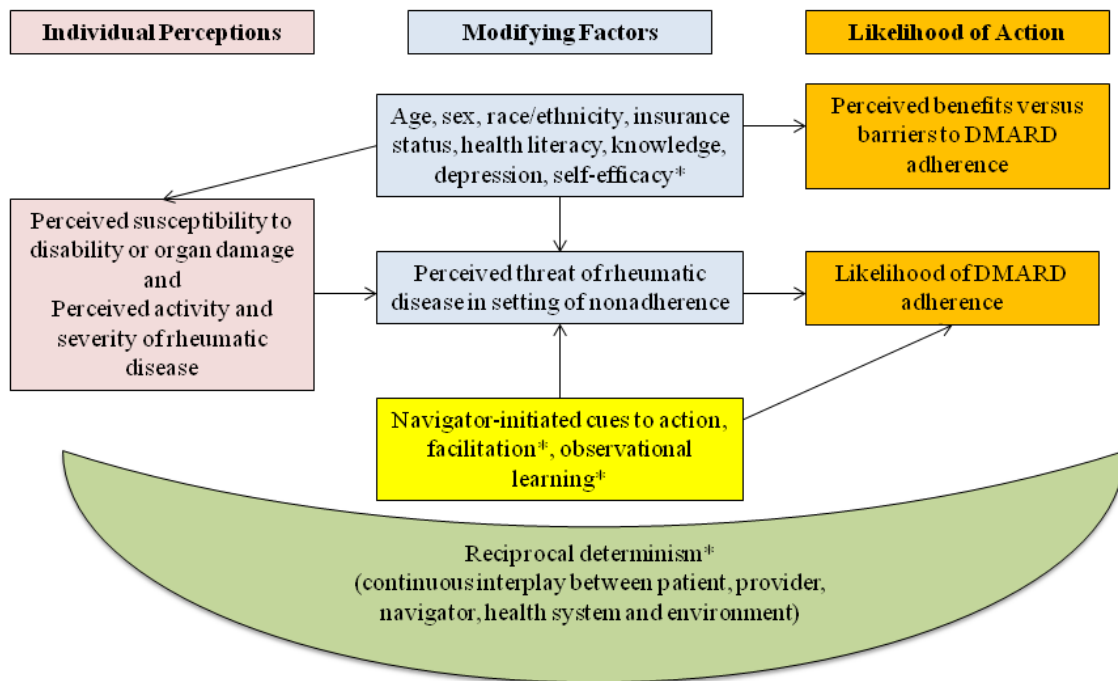 Individual Perceptions
Modifying Factors
Likelihood of Action
Age, sex, race/ethnicity, insurance
status, health literacy, knowledge,
depression, self-efficacy*
Perceived benefits versus
barriers to DMARD
adherence
Perceived susceptibility to
disability or organ damage
and
Perceived activity and
severity of rheumatic
disease
Perceived threat of rheumatic
disease in setting of nonadherence
Likelihood of DMARD
adherence
Navigator-initiated cues to action,
facilitation*, observational
learning*
Reciprocal determinism*
(continuous interplay between patient, provider,
navigator, health system and environment)